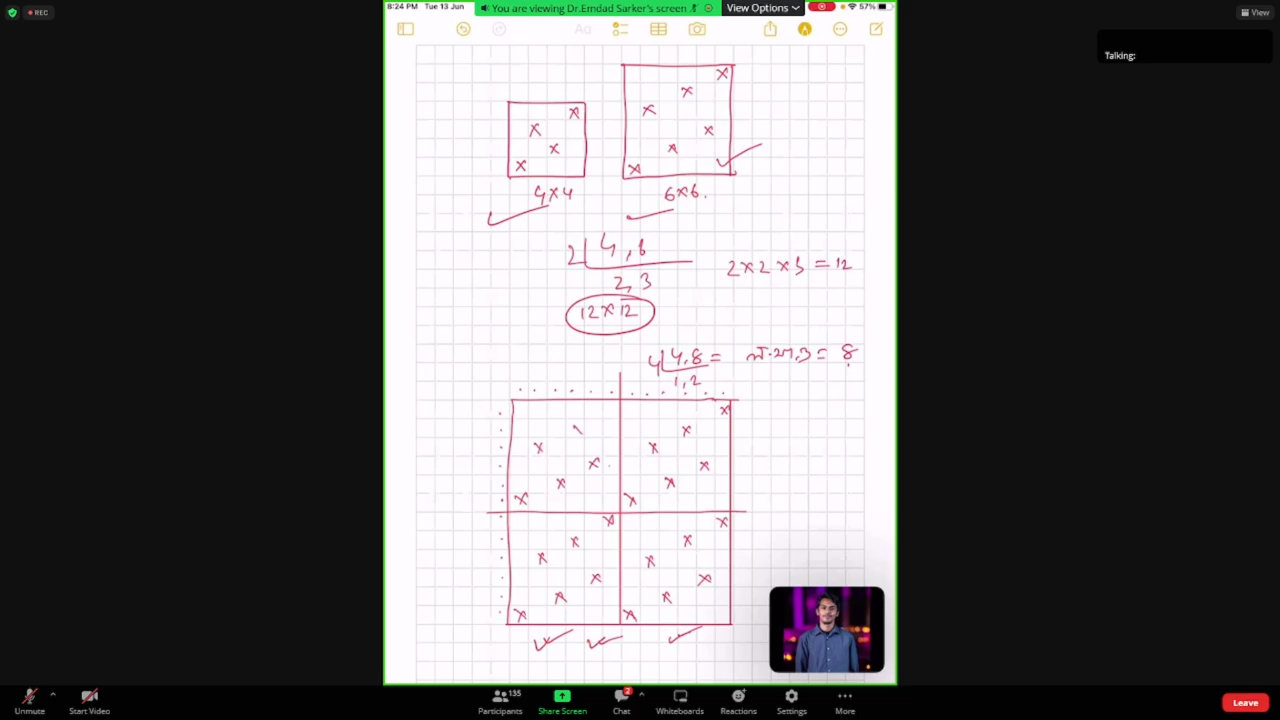 8:24 PM Tue 13 Jun
You are viewing Dr.Emdad Sarker's screen
View Options
57%
REC
View
Talking:
Aa
4×4
6×6.
2 4,6
2×2×3 =12
2,3
12×12
4 4,8 = ল.সা.গু = 8
1,2
Unmute
Start Video
135
Participants
Share Screen
2
Chat
Whiteboards
Reactions
Settings
More
Leave